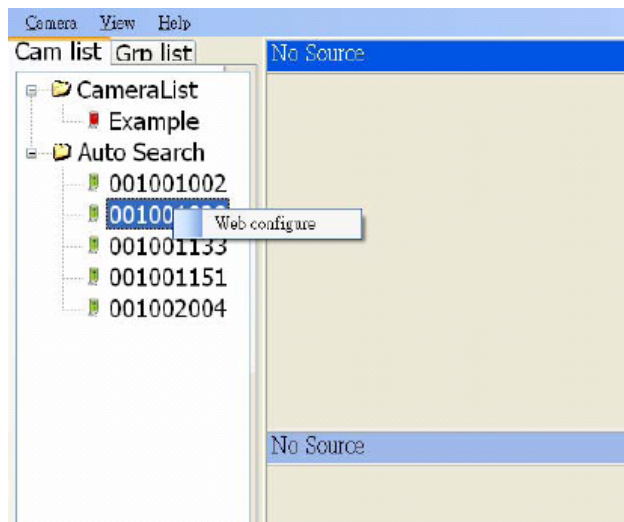 Camera View Help
Cam list Grp list
No Source
CameraList
Example
Auto Search
001001002
Web configure
001001133
001001151
001002004
No Source